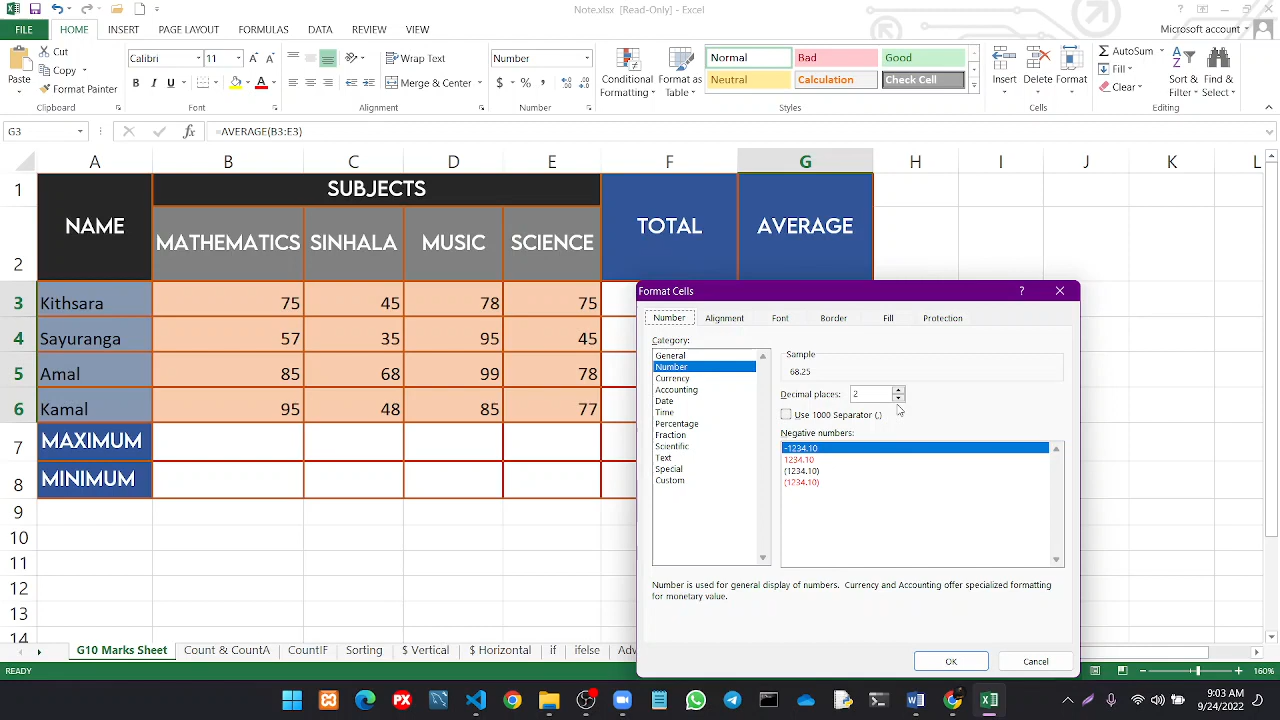 Note.xlsx [Read-Only] - Excel
FILE HOME INSERT PAGE LAYOUT FORMULAS DATA REVIEW VIEW Microsoft account
Paste
Cut
Copy
Format Painter
Clipboard
Calibri 11
B I U
Font
Wrap Text
Merge & Center
Alignment
Number
$ %
Number
Conditional Formatting
Format as Table
Normal Bad Good
Neutral Calculation Check Cell
Styles
Insert Delete Format
Cells
AutoSum
Fill
Clear
Sort & Filter
Find & Select
Editing
G3 fx =AVERAGE(B3:E3)
A B C D E F G H I J K L
1 SUBJECTS
NAME TOTAL AVERAGE
2 MATHEMATICS SINHALA MUSIC SCIENCE
3 Kithsara 75 45 78 75
4 Sayuranga 57 35 95 45
5 Amal 85 68 99 78
6 Kamal 95 48 85 77
7 MAXIMUM
8 MINIMUM
9
10
11
12
13
14
Format Cells ?
Number Alignment Font Border Fill Protection
Category:
General
Number
Currency
Accounting
Date
Time
Percentage
Fraction
Scientific
Text
Special
Custom
Sample
68.25
Decimal places: 2
Use 1000 Separator (,)
Negative numbers:
-1234.10
1234.10
(1234.10)
(1234.10)
Number is used for general display of numbers. Currency and Accounting offer specialized formatting
for monetary value.
OK Cancel
G10 Marks Sheet Count & CountA CountIF Sorting $ Vertical $ Horizontal if ifelse Adv
READY 160%
PX
9:03 AM
9/24/2022